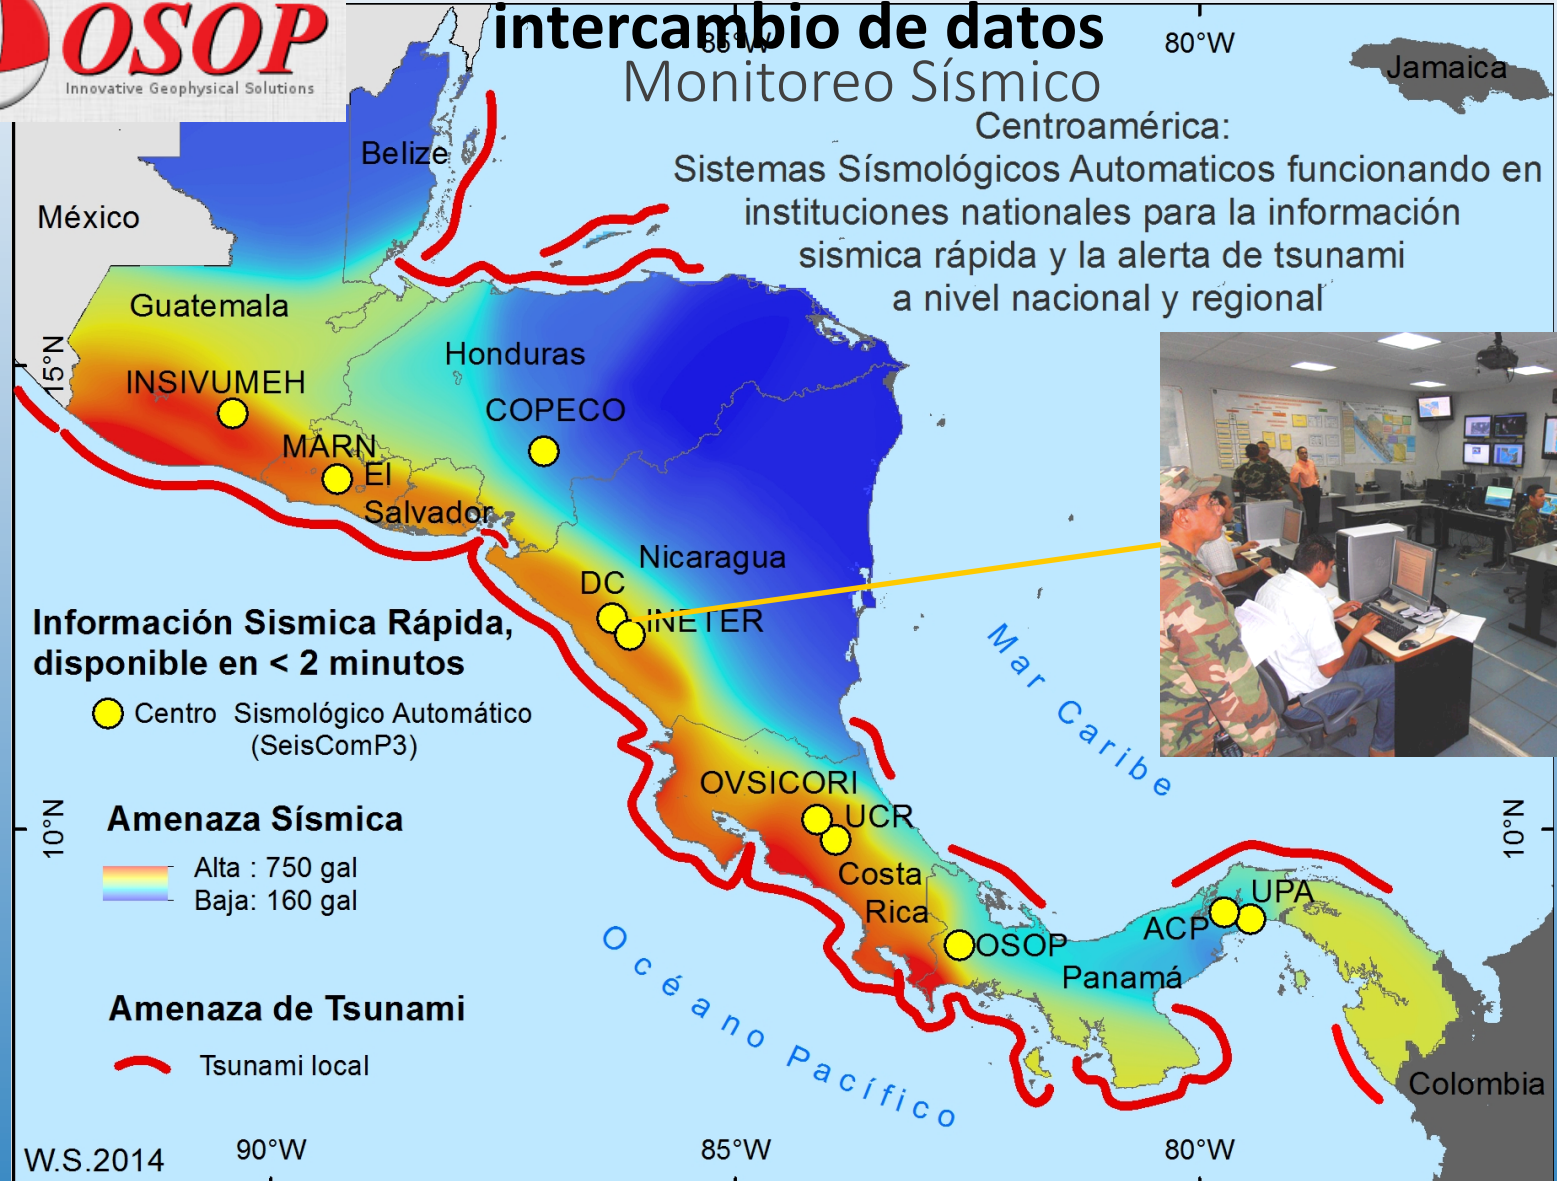 OSOP
Innovative Geophysical Solutions
intercambio de datos
Monitoreo Sísmico
85°W
80°W
Jamaica
Centroamérica:
Sistemas Sísmológicos Automaticos funcionando en
instituciones nationales para la información
sismica rápida y la alerta de tsunami
a nivel nacional y regional
Belize
México
Guatemala
15°N
Honduras
INSIVUMEH
COPECO
MARN
El
Salvador
Nicaragua
DC
INETER
Información Sismica Rápida,
disponible en < 2 minutos
Centro Sismológico Automático
(SeisComP3)
Mar Caribe
OVSICORI
UCR
10°N
10°N
Amenaza Sísmica
Alta : 750 gal
Baja: 160 gal
Costa
Rica
UPA
ACP
OSOP
Panamá
Océano Pacífico
Amenaza de Tsunami
Tsunami local
Colombia
W.S.2014
90°W
85°W
80°W